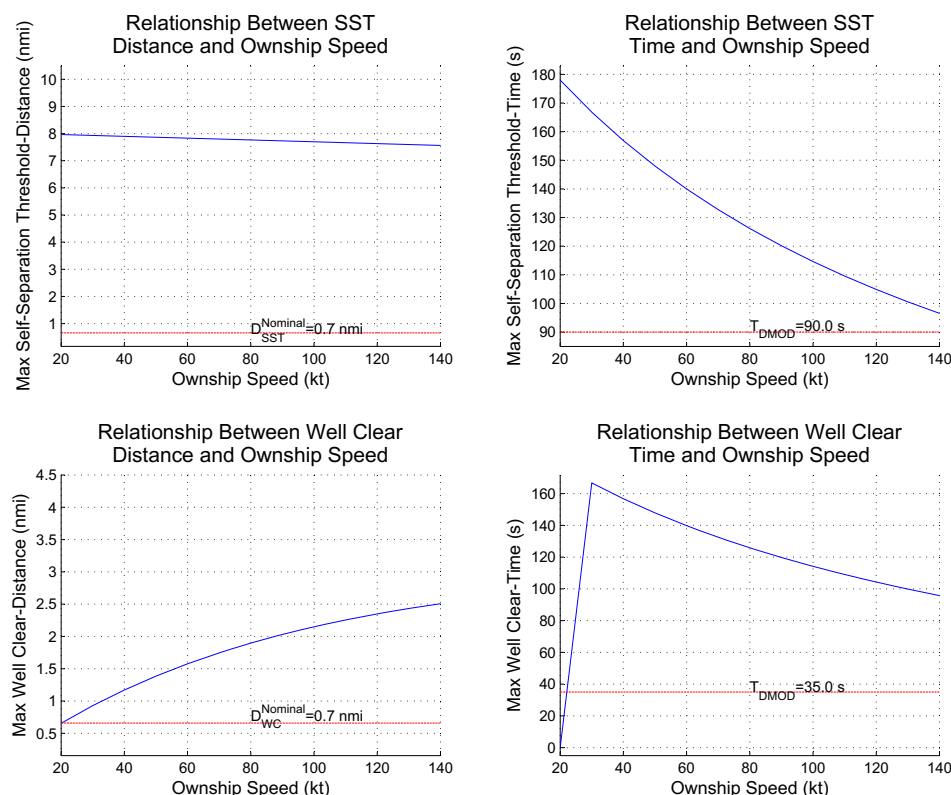 Relationship Between SST
Distance and Ownship Speed
Max Self-Separation Threshold-Distance (nmi)
10
9
8
7
6
5
4
3
2
1
D_SST^Nominal=0.7 nmi
20 40 60 80 100 120 140
Ownship Speed (kt)
Relationship Between SST
Time and Ownship Speed
Max Self-Separation Threshold-Time (s)
180
170
160
150
140
130
120
110
100
90
T_DMOD=90.0 s
20 40 60 80 100 120 140
Ownship Speed (kt)
Relationship Between Well Clear
Distance and Ownship Speed
Max Well Clear-Distance (nmi)
4.5
4
3.5
3
2.5
2
1.5
1
0.5
D_WC^Nominal=0.7 nmi
20 40 60 80 100 120 140
Ownship Speed (kt)
Relationship Between Well Clear
Time and Ownship Speed
Max Well Clear-Time (s)
160
140
120
100
80
60
40
20
0
T_DMOD=35.0 s
20 40 60 80 100 120 140
Ownship Speed (kt)